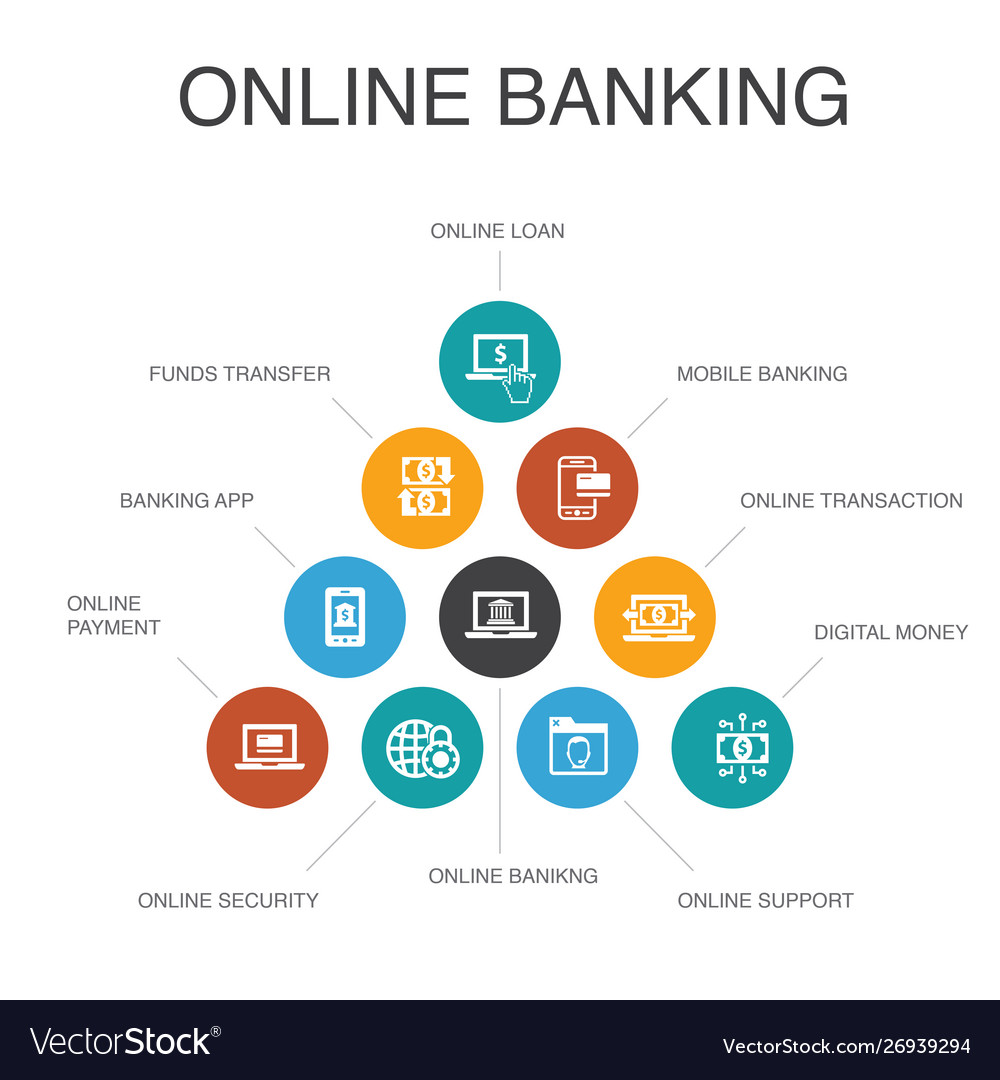 ONLINE BANKING
ONLINE LOAN
FUNDS TRANSFER
MOBILE BANKING
BANKING APP
ONLINE TRANSACTION
ONLINE
PAYMENT
DIGITAL MONEY
ONLINE BANIKNG
ONLINE SECURITY
ONLINE SUPPORT
VectorStock®
VectorStock.com/26939294